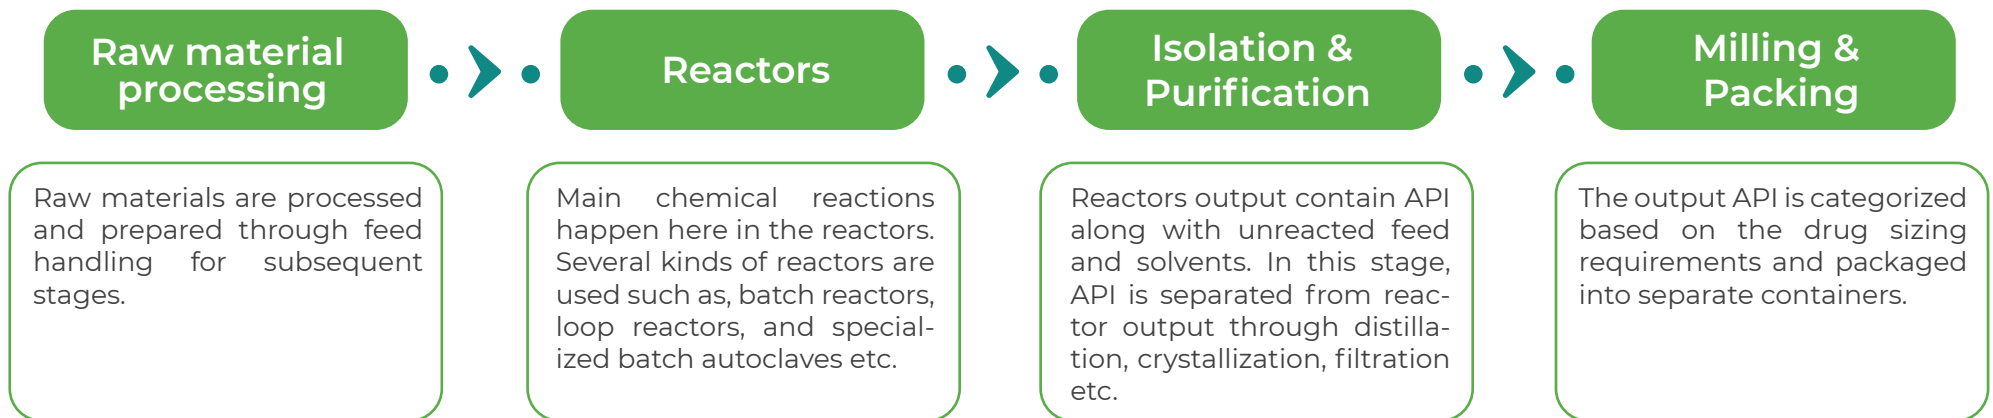 Raw material
processing
Reactors
Isolation &
Purification
Milling &
Packing
Raw materials are processed
and prepared through feed
handling for subsequent
stages.
Main chemical reactions
happen here in the reactors.
Several kinds of reactors are
used such as, batch reactors,
loop reactors, and special-
ized batch autoclaves etc.
Reactors output contain API
along with unreacted feed
and solvents. In this stage,
API is separated from reac-
tor output through distilla-
tion, crystallization, filtration
etc.
The output API is categorized
based on the drug sizing
requirements and packaged
into separate containers.